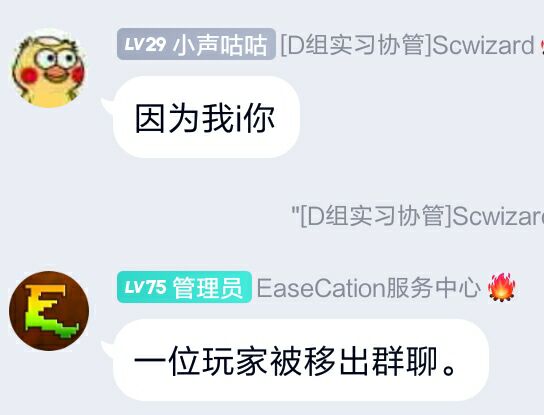 LV29 小声咕咕 [D组实习协管]Scwizard
因为我i你
"[D组实习协管]Scwizard
LV75 管理员 EaseCation服务中心🔥
一位玩家被移出群聊。